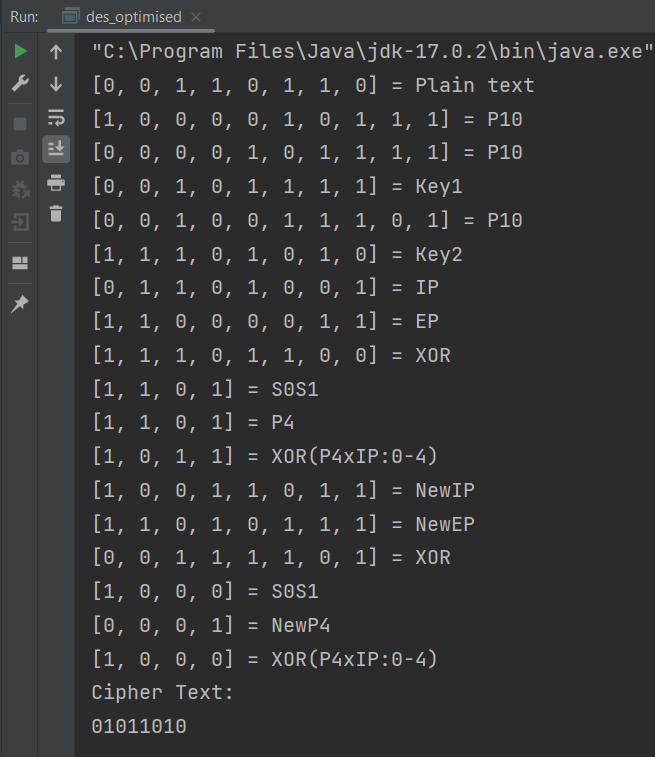 Run: des_optimised ×
"C:\Program Files\Java\jdk-17.0.2\bin\java.exe"
[0, 0, 1, 1, 0, 1, 1, 0] = Plain text
[1, 0, 0, 0, 0, 1, 0, 1, 1, 1] = P10
[0, 0, 0, 0, 1, 0, 1, 1, 1, 1] = P10
[0, 0, 1, 0, 1, 1, 1, 1] = Key1
[0, 0, 1, 0, 0, 1, 1, 1, 0, 1] = P10
[1, 1, 1, 0, 1, 0, 1, 0] = Key2
[0, 1, 1, 0, 1, 0, 0, 1] = IP
[1, 1, 0, 0, 0, 0, 1, 1] = EP
[1, 1, 1, 0, 1, 1, 0, 0] = XOR
[1, 1, 0, 1] = S0S1
[1, 1, 0, 1] = P4
[1, 0, 1, 1] = XOR(P4xIP:0-4)
[1, 0, 0, 1, 1, 0, 1, 1] = NewIP
[1, 1, 0, 1, 0, 1, 1, 1] = NewEP
[0, 0, 1, 1, 1, 1, 0, 1] = XOR
[1, 0, 0, 0] = S0S1
[0, 0, 0, 1] = NewP4
[1, 0, 0, 0] = XOR(P4xIP:0-4)
Cipher Text:
01011010